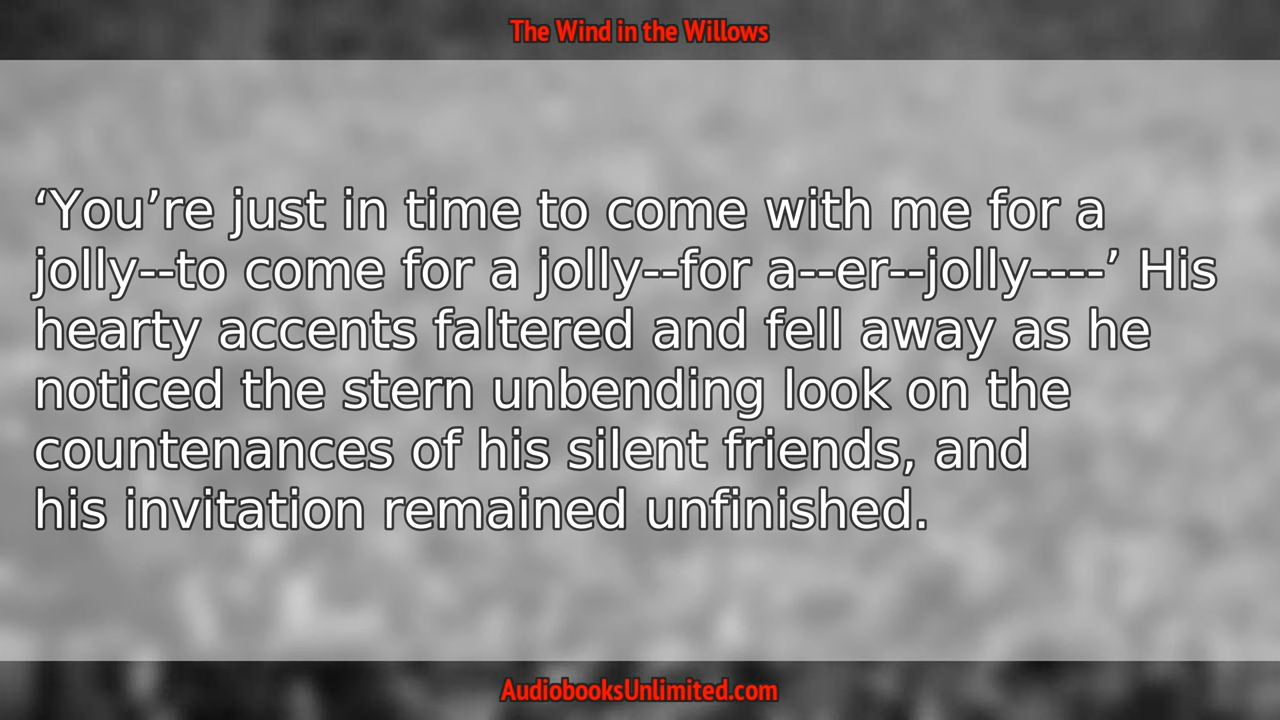 The Wind in the Willows
‘You’re just in time to come with me for a
jolly--to come for a jolly--for a--er--jolly----’ His
hearty accents faltered and fell away as he
noticed the stern unbending look on the
countenances of his silent friends, and
his invitation remained unfinished.
AudiobooksUnlimited.com